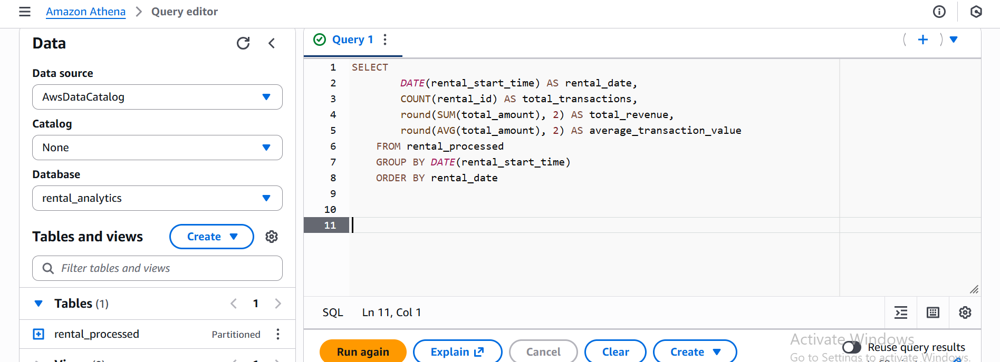 Amazon Athena > Query editor
Data
Data source
AwsDataCatalog
Catalog
None
Database
rental_analytics
Tables and views
Create
Filter tables and views
Tables (1)
1
rental_processed
Partitioned
Query 1
1 SELECT
2 DATE(rental_start_time) AS rental_date,
3 COUNT(rental_id) AS total_transactions,
4 round(SUM(total_amount), 2) AS total_revenue,
5 round(AVG(total_amount), 2) AS average_transaction_value
6 FROM rental_processed
7 GROUP BY DATE(rental_start_time)
8 ORDER BY rental_date
9
10
11
SQL
Ln 11, Col 1
Run again
Explain
Cancel
Clear
Create
Reuse query results
Activate Windows
Go to Settings to activate Windows.